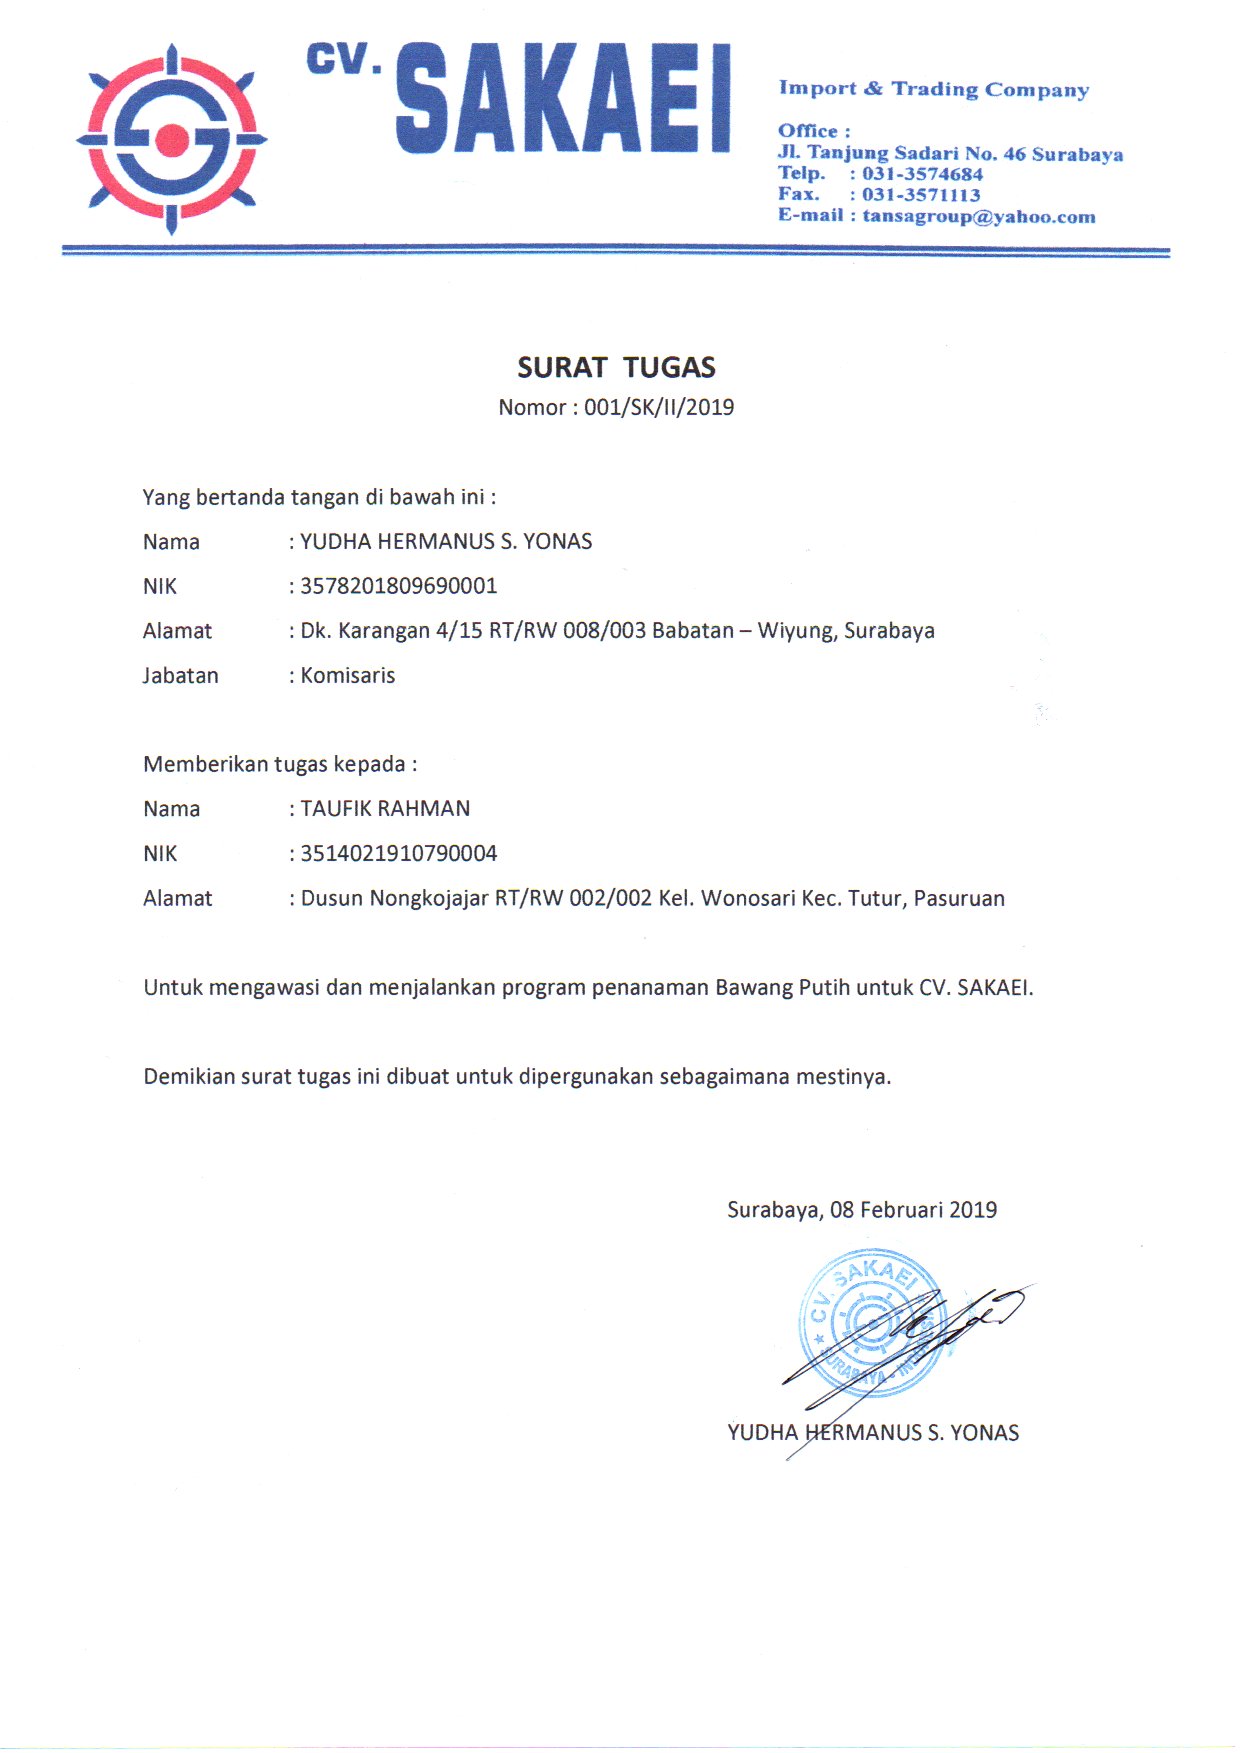 CV. SAKAEI
Import & Trading Company
Office :
Jl. Tanjung Sadari No. 46 Surabaya
Telp. : 031-3574684
Fax. : 031-3571113
E-mail : tansagroup@yahoo.com
SURAT TUGAS
Nomor : 001/SK/II/2019
Yang bertanda tangan di bawah ini :
Nama : YUDHA HERMANUS S. YONAS
NIK : 3578201809690001
Alamat : Dk. Karangan 4/15 RT/RW 008/003 Babatan – Wiyung, Surabaya
Jabatan : Komisaris
Memberikan tugas kepada :
Nama : TAUFIK RAHMAN
NIK : 3514021910790004
Alamat : Dusun Nongkojajar RT/RW 002/002 Kel. Wonosari Kec. Tutur, Pasuruan
Untuk mengawasi dan menjalankan program penanaman Bawang Putih untuk CV. SAKAEI.
Demikian surat tugas ini dibuat untuk dipergunakan sebagaimana mestinya.
Surabaya, 08 Februari 2019
CV. SAKAEI
SURABAYA - INDONESIA
YUDHA HERMANUS S. YONAS